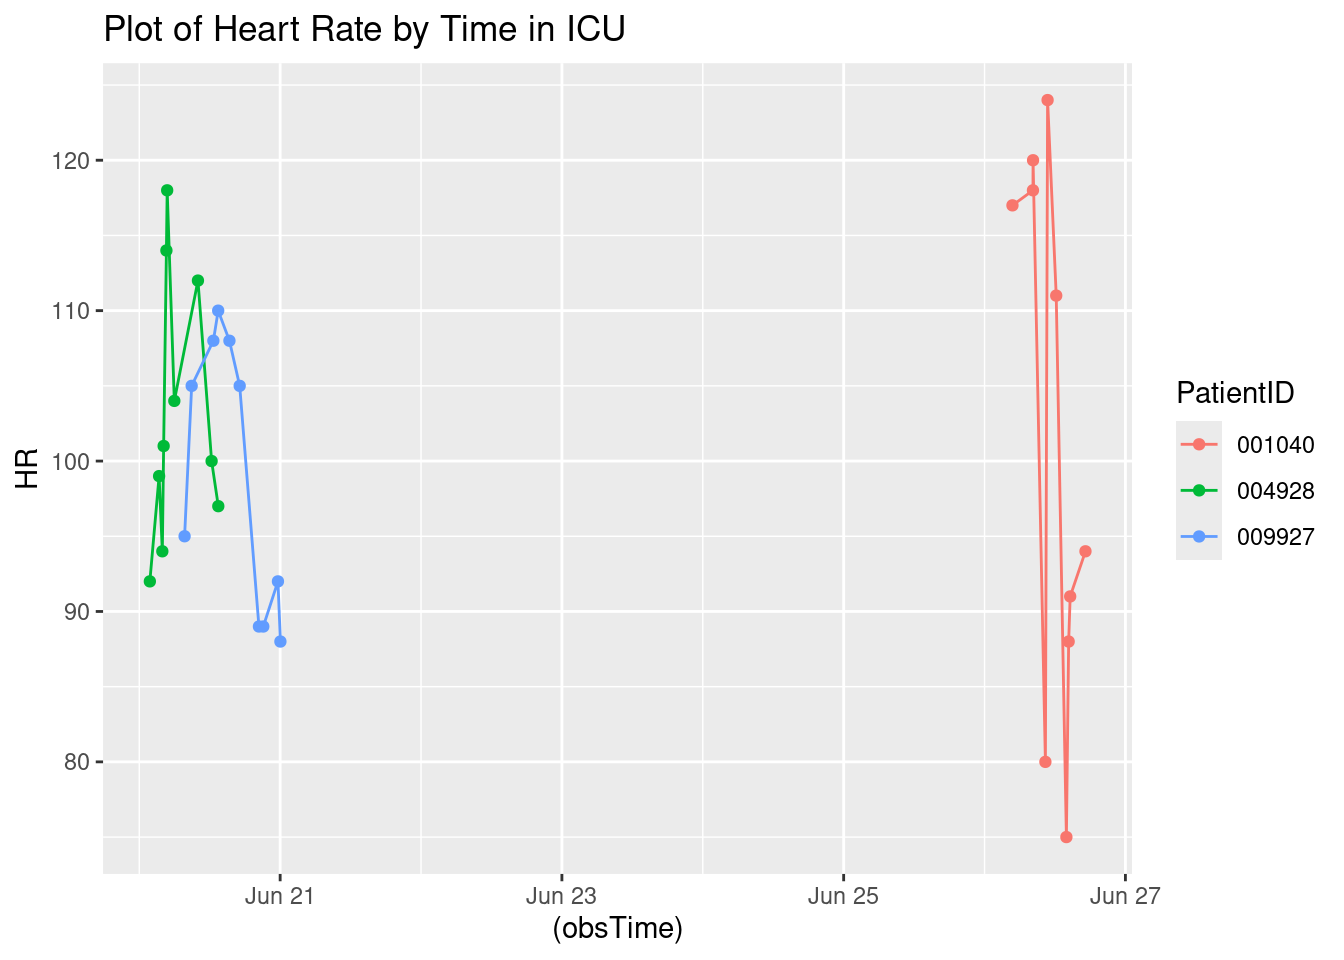 Plot of Heart Rate by Time in ICU
120
110
100
90
80
HR
Jun 21
Jun 23
Jun 25
Jun 27
(obsTime)
PatientID
001040
004928
009927